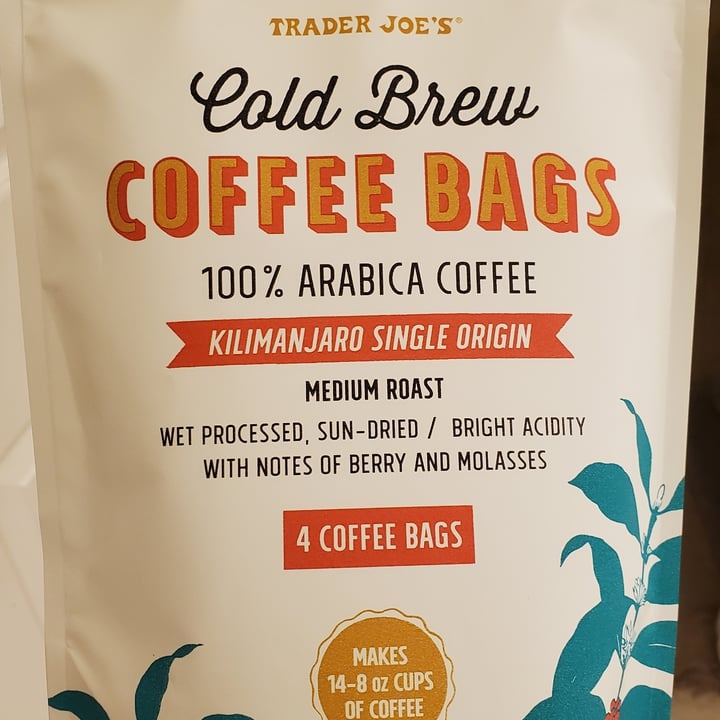 TRADER JOE'S®
Cold Brew
COFFEE BAGS
100% ARABICA COFFEE
KILIMANJARO SINGLE ORIGIN
MEDIUM ROAST
WET PROCESSED, SUN-DRIED / BRIGHT ACIDITY
WITH NOTES OF BERRY AND MOLASSES
4 COFFEE BAGS
MAKES
14-8 OZ CUPS
OF COFFEE